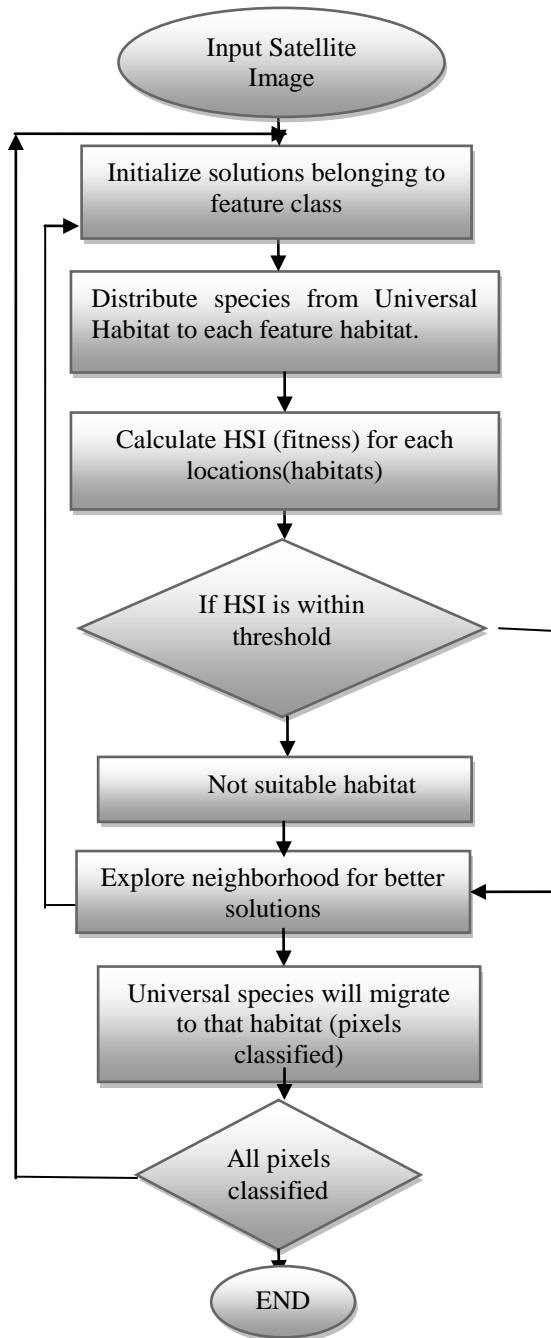 Input Satellite
Image
Initialize solutions belonging to
feature class
Distribute species from Universal
Habitat to each feature habitat.
Calculate HSI (fitness) for each
locations(habitats)
If HSI is within
threshold
Not suitable habitat
Explore neighborhood for better
solutions
Universal species will migrate
to that habitat (pixels
classified)
All pixels
classified
END